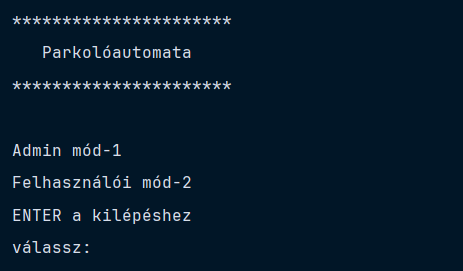 **********************
Parkolóautomata
**********************
Admin mód-1
Felhasználói mód-2
ENTER a kilépéshez
válassz: